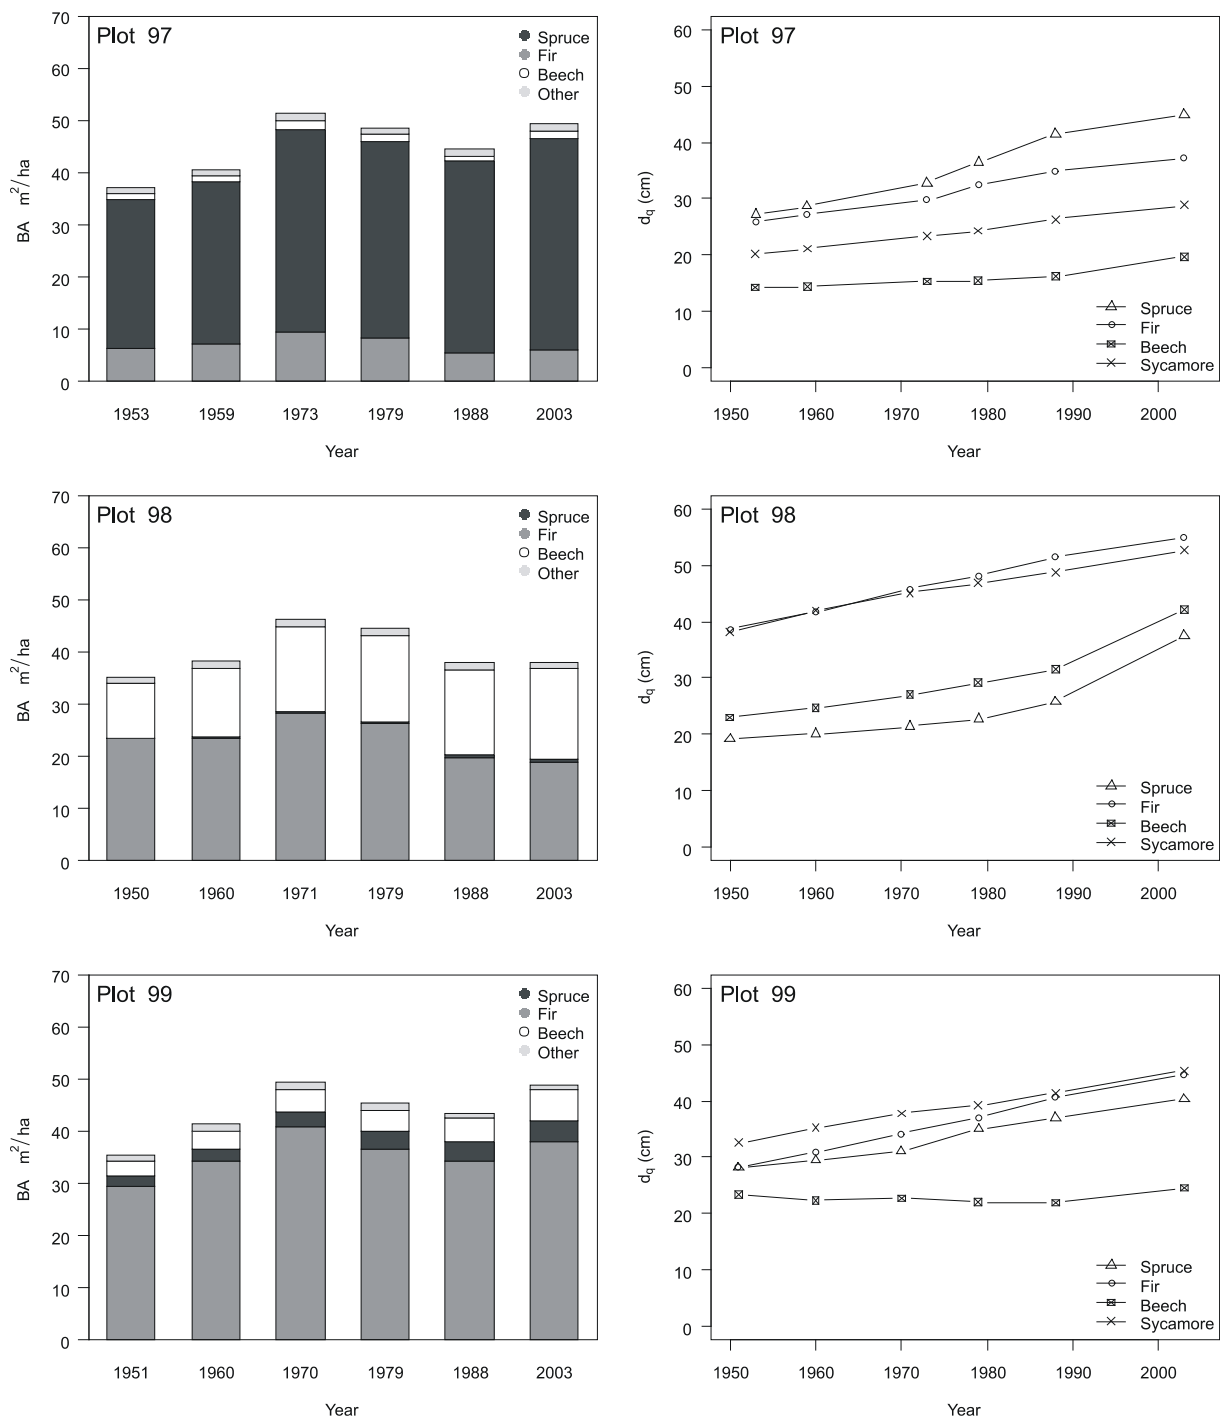 Plot 97
Spruce
Fir
Beech
Other
BA m²/ha
70
60
50
40
30
20
10
0
1953 1959 1973 1979 1988 2003
Year
Plot 97
dq (cm)
60
50
40
30
20
10
0
Spruce
Fir
Beech
Sycamore
1950 1960 1970 1980 1990 2000
Year
Plot 98
Spruce
Fir
Beech
Other
BA m²/ha
70
60
50
40
30
20
10
0
1950 1960 1971 1979 1988 2003
Year
Plot 98
dq (cm)
60
50
40
30
20
10
0
Spruce
Fir
Beech
Sycamore
1950 1960 1970 1980 1990 2000
Year
Plot 99
Spruce
Fir
Beech
Other
BA m²/ha
70
60
50
40
30
20
10
0
1951 1960 1970 1979 1988 2003
Year
Plot 99
dq (cm)
60
50
40
30
20
10
0
Spruce
Fir
Beech
Sycamore
1950 1960 1970 1980 1990 2000
Year